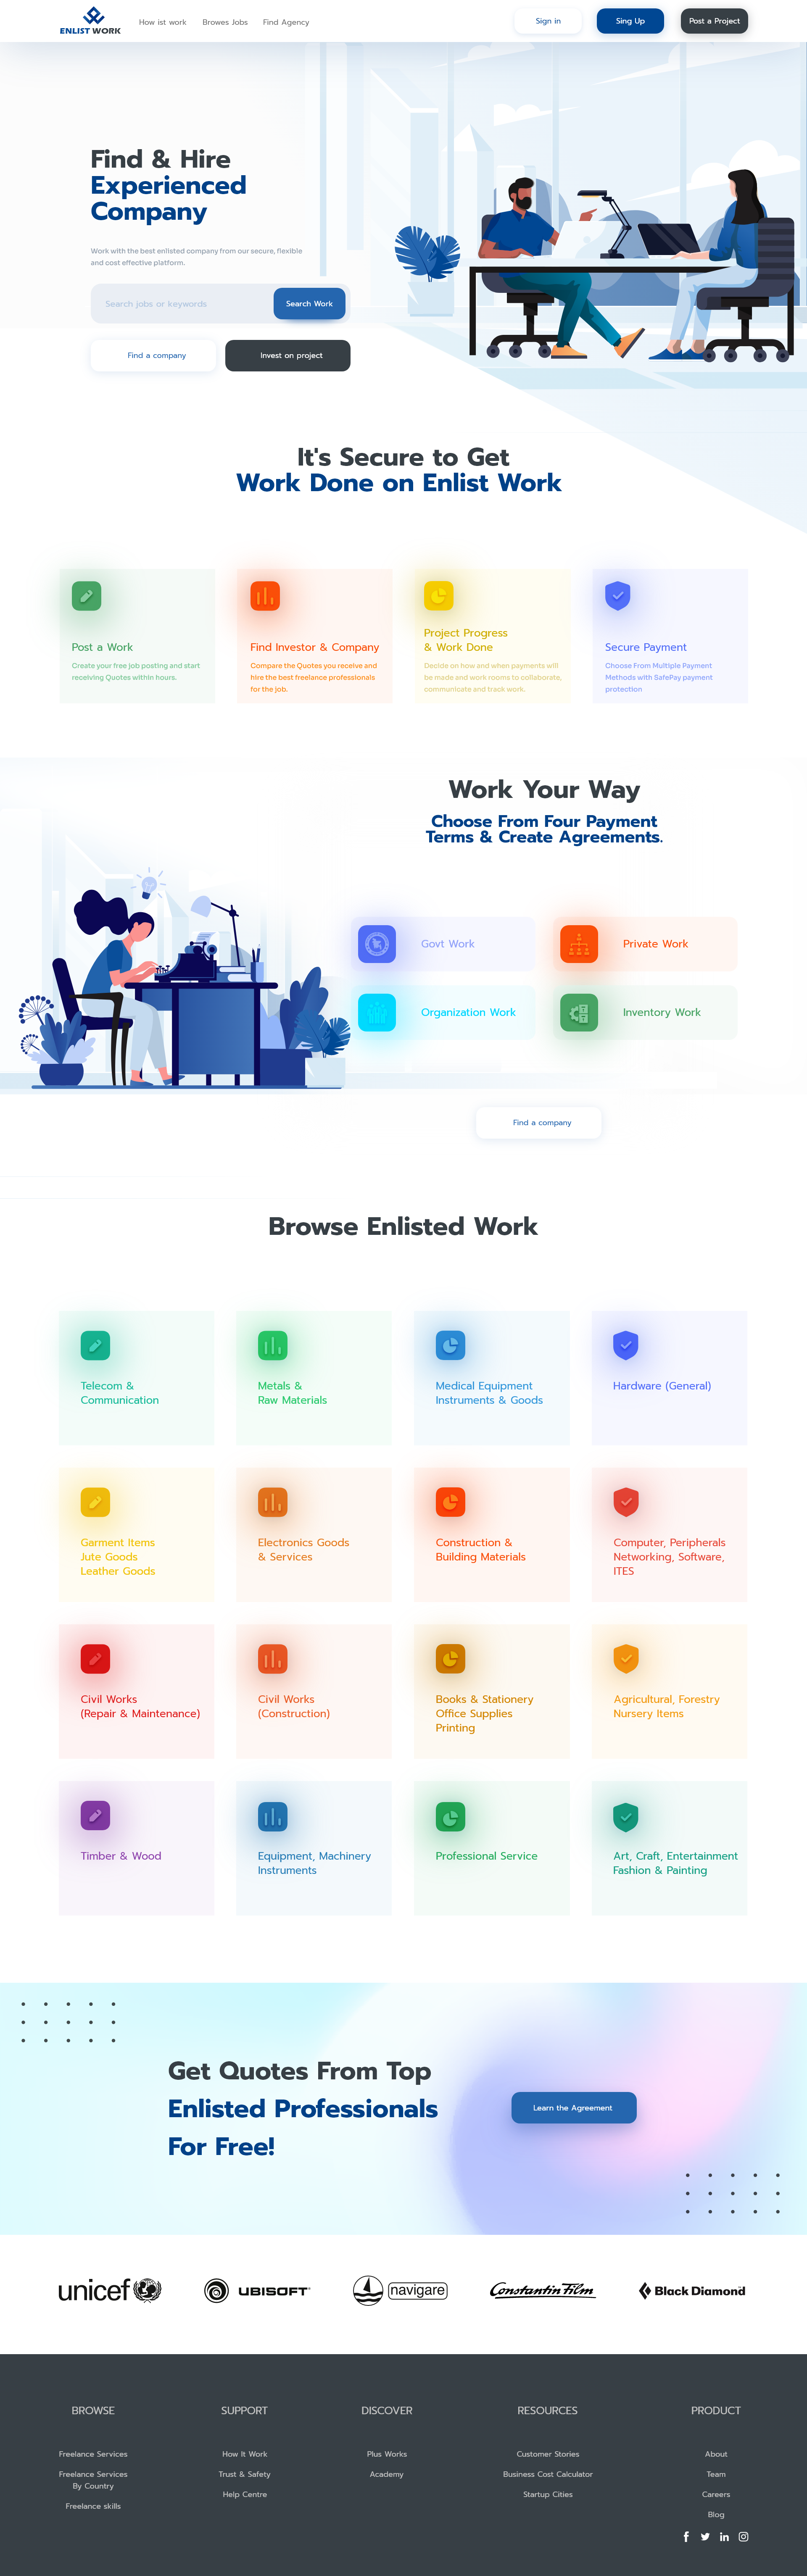 ENLIST WORK
How ist work
Browes Jobs
Find Agency
Sign in
Sing Up
Post a Project
Find & Hire
Experienced
Company
Work with the best enlisted company from our secure, flexible
and cost effective platform.
Search jobs or keywords
Search Work
Find a company
Invest on project
It's Secure to Get
Work Done on Enlist Work
Post a Work
Create your free job posting and start
receiving Quotes within hours.
Find Investor & Company
Compare the Quotes you receive and
hire the best freelance professionals
for the job.
Project Progress
& Work Done
Decide on how and when payments will
be made and work rooms to collaborate,
communicate and track work.
Secure Payment
Choose From Multiple Payment
Methods with SafePay payment
protection
Work Your Way
Choose From Four Payment
Terms & Create Agreements.
Govt Work
Private Work
Organization Work
Inventory Work
Find a company
Browse Enlisted Work
Telecom &
Communication
Metals &
Raw Materials
Medical Equipment
Instruments & Goods
Hardware (General)
Garment Items
Jute Goods
Leather Goods
Electronics Goods
& Services
Construction &
Building Materials
Computer, Peripherals
Networking, Software,
ITES
Civil Works
(Repair & Maintenance)
Civil Works
(Construction)
Books & Stationery
Office Supplies
Printing
Agricultural, Forestry
Nursery Items
Timber & Wood
Equipment, Machinery
Instruments
Professional Service
Art, Craft, Entertainment
Fashion & Painting
Get Quotes From Top
Enlisted Professionals
For Free!
Learn the Agreement
unicef
UBISOFT
navigare
Constantin Film
Black Diamond
BROWSE
Freelance Services
Freelance Services
By Country
Freelance skills
SUPPORT
How It Work
Trust & Safety
Help Centre
DISCOVER
Plus Works
Academy
RESOURCES
Customer Stories
Business Cost Calculator
Startup Cities
PRODUCT
About
Team
Careers
Blog